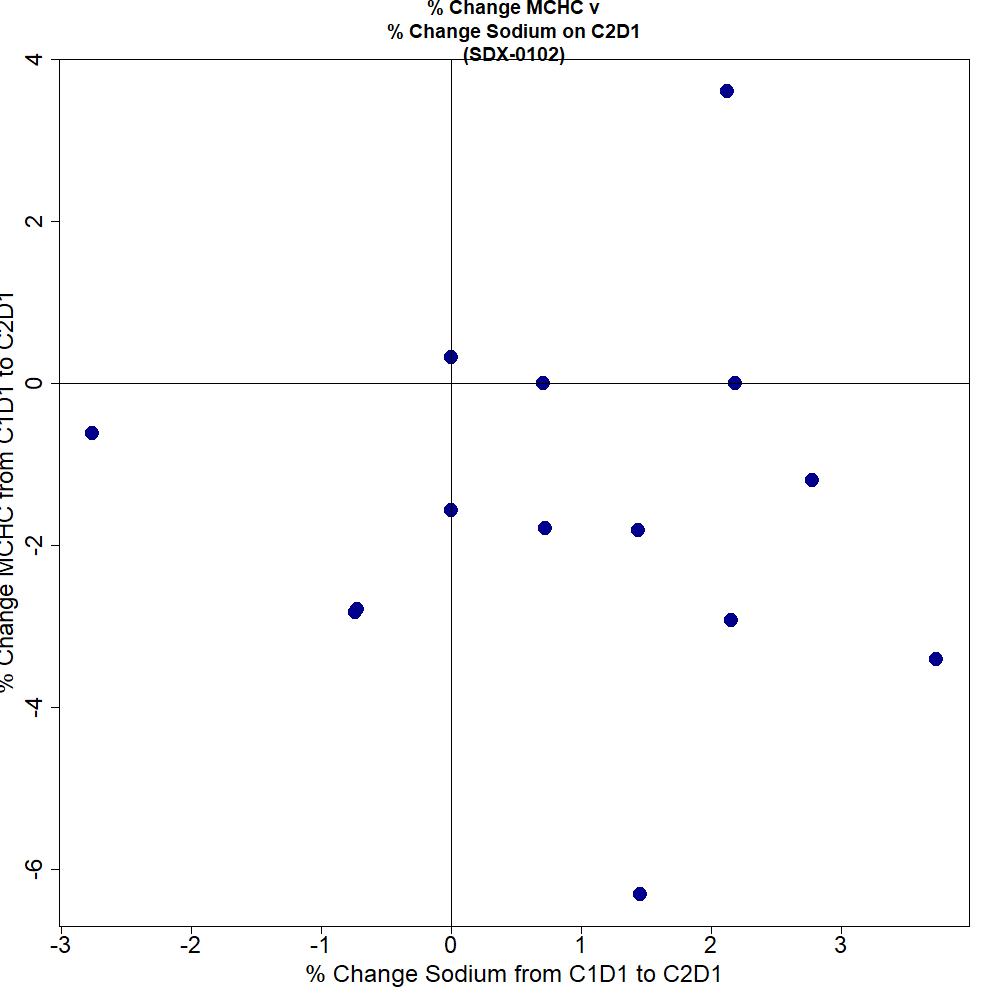 % Change MCHC v
% Change Sodium on C2D1
(SDX-0102)
4
2
0
-2
-4
-6
% Change MCHC from C1D1 to C2D1
-3
-2
-1
0
1
2
3
% Change Sodium from C1D1 to C2D1